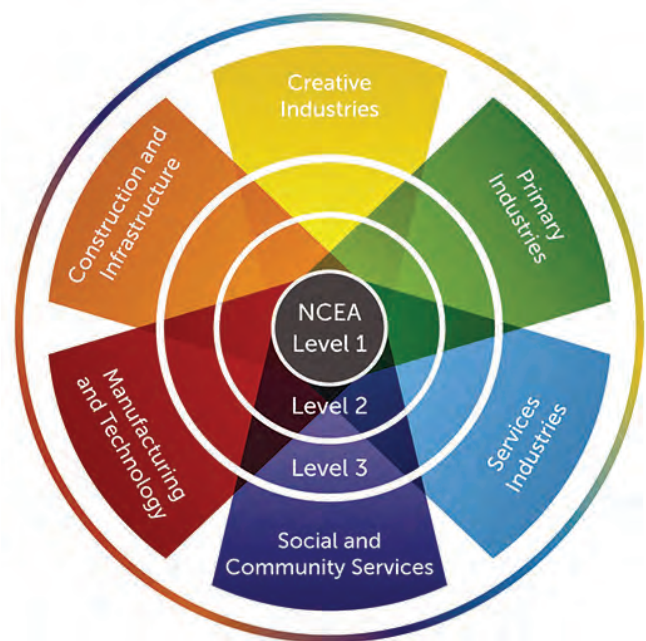 Creative
Industries
Primary
Industries
Services
Industries
Social and
Community Services
Manufacturing
and Technology
Construction and
Infrastructure
NCEA
Level 1
Level 2
Level 3